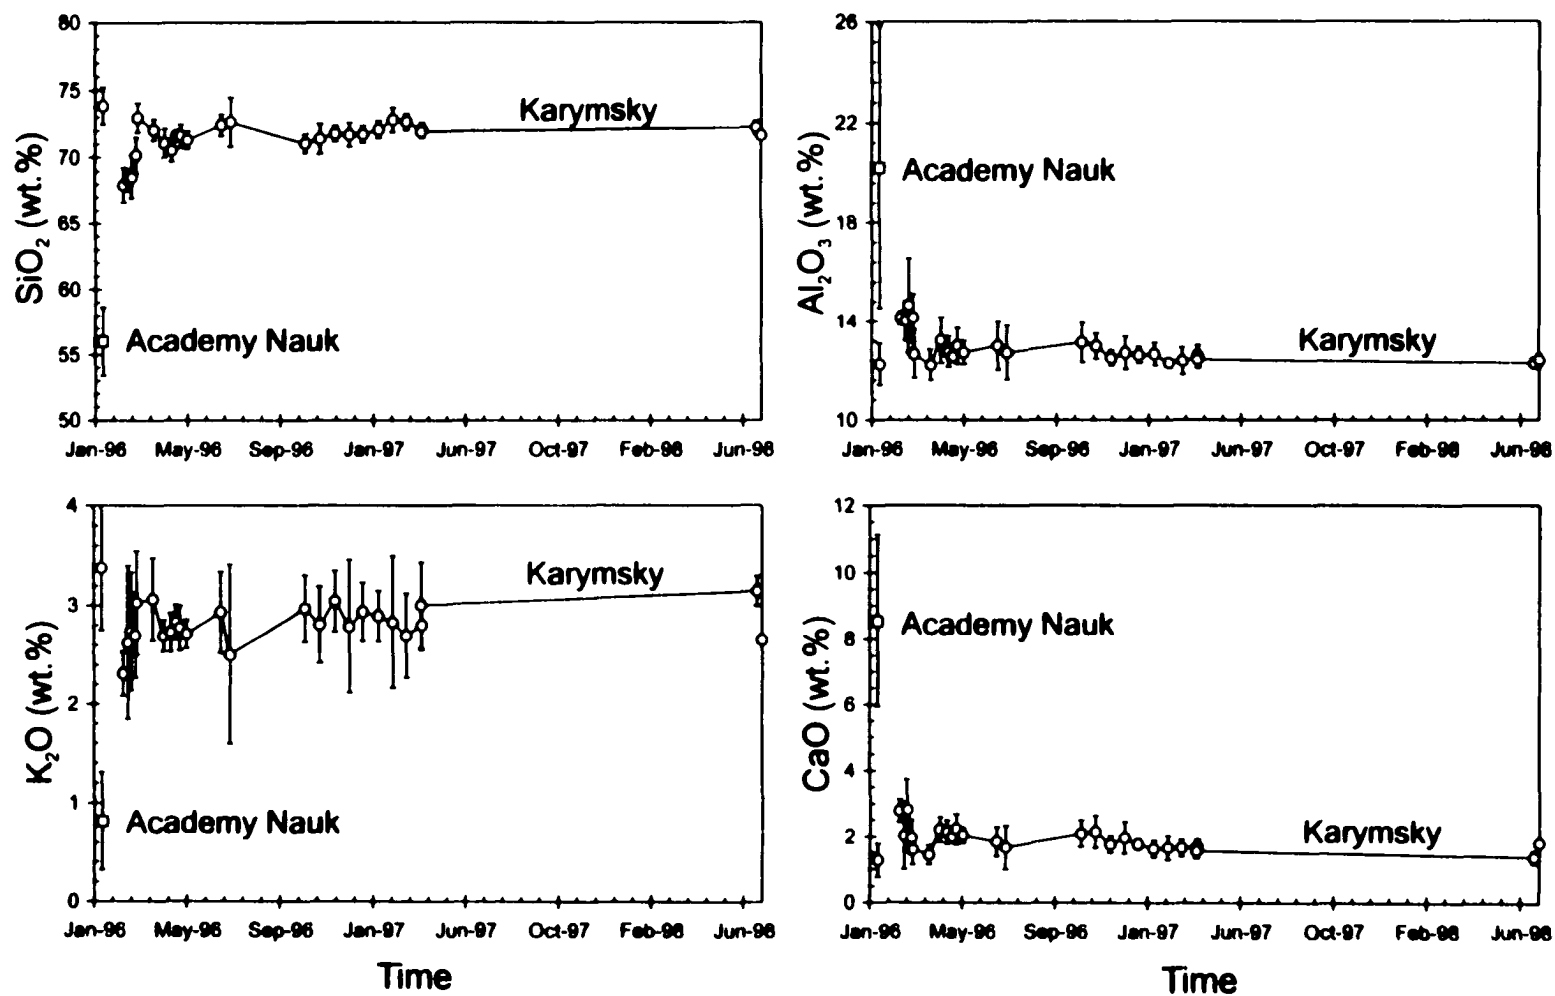 80
75
70
65
60
55
50
SiO2 (wt.%)
Karymsky
Academy Nauk
Jan-96 May-96 Sep-96 Jan-97 Jun-97 Oct-97 Feb-98 Jun-98
26
22
18
14
10
Al2O3 (wt.%)
Academy Nauk
Karymsky
Jan-96 May-96 Sep-96 Jan-97 Jun-97 Oct-97 Feb-98 Jun-98
4
3
2
1
0
K2O (wt.%)
Karymsky
Academy Nauk
Jan-96 May-96 Sep-96 Jan-97 Jun-97 Oct-97 Feb-98 Jun-98
Time
12
10
8
6
4
2
0
CaO (wt.%)
Academy Nauk
Karymsky
Jan-96 May-96 Sep-96 Jan-97 Jun-97 Oct-97 Feb-98 Jun-98
Time